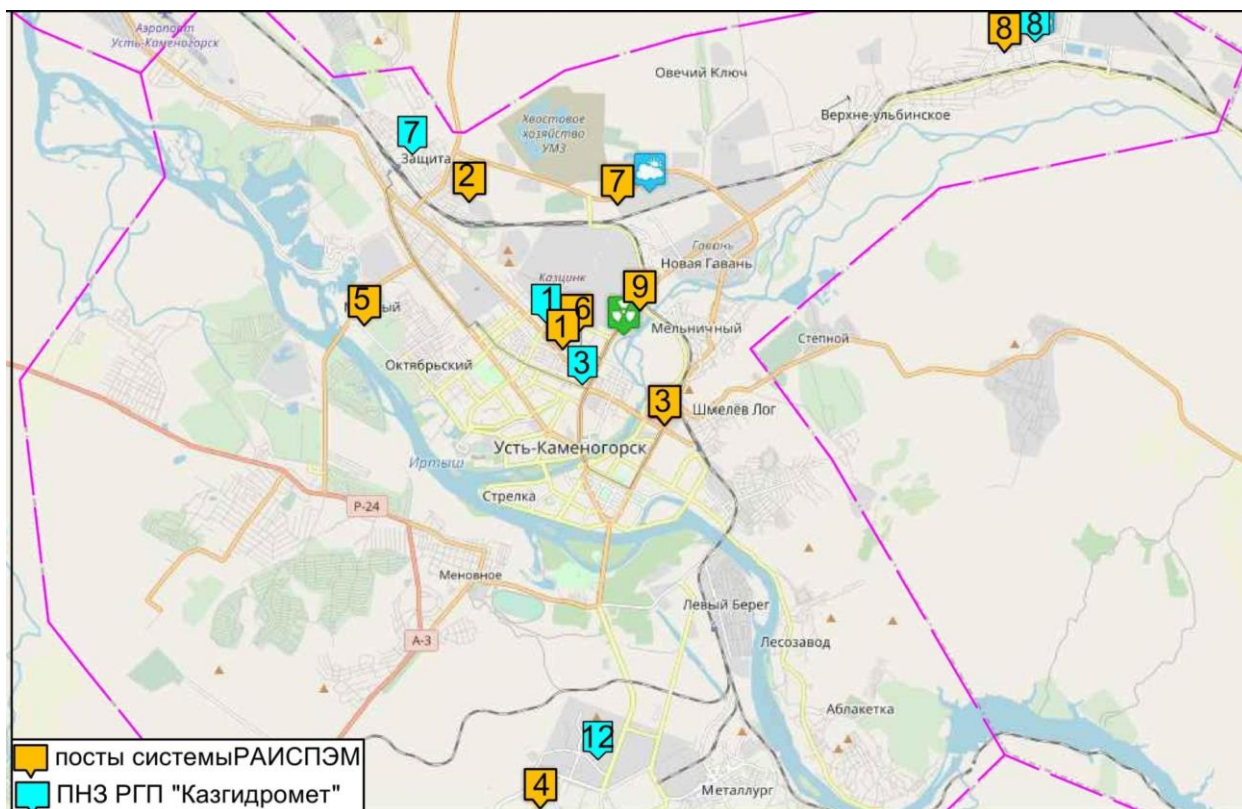 Аэропорт
Усть-Каменогорск
Овечий Ключ
8
8
Хвостовое
хозяйство
УМЗ
Верхне-ульбинское
7
Защита
2
7
Гавань
Новая Гавань
Казцинк
9
1
6
1
5
Мельничный
Степной
Октябрьский
3
3
Шмелёв Лог
Усть-Каменогорск
Иртыш
Стрелка
Р-24
Меновное
Левый Берег
А-3
Лесозавод
Аблакетка
12
4
Металлург
посты системыРАИСПЭМ
ПНЗ РГП "Казгидромет"